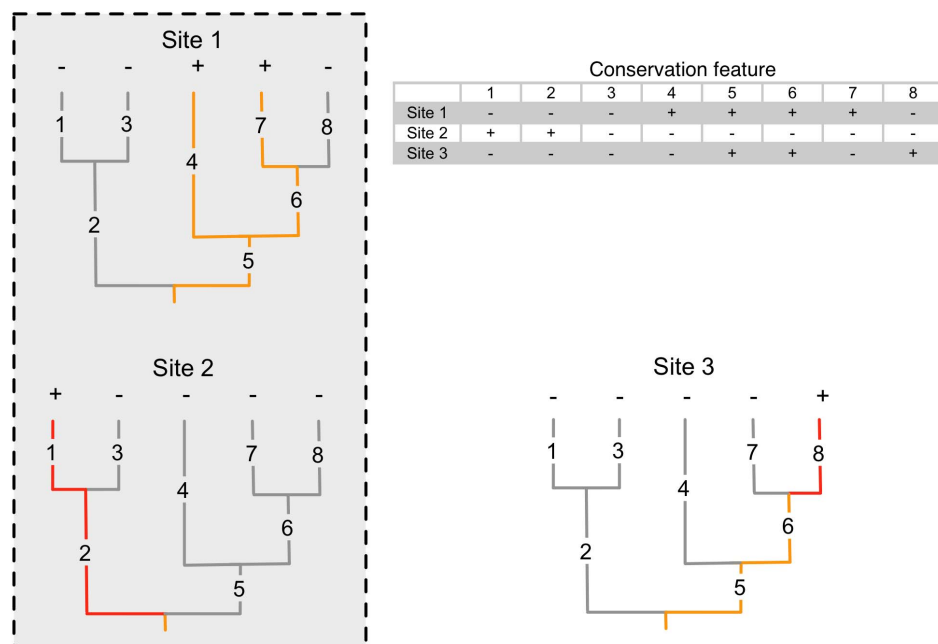 Site 1
- - + + -
1 3 7 8
4
6
2
5
Conservation feature
1 2 3 4 5 6 7 8
Site 1 - - - + + + + -
Site 2 + + - - - - - -
Site 3 - - - - + + - +
Site 2
+ - - - -
1 3 7 8
4
6
2
5
Site 3
- - - - +
1 3 7 8
4
6
2
5